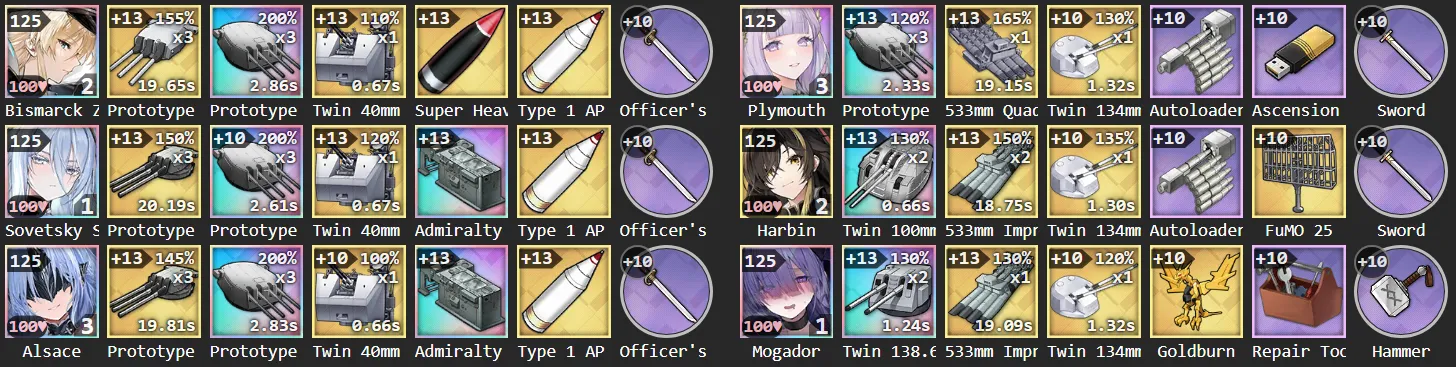 125 +13 155% +13 200% +13 110% +13 +13 +10
x3 x3 x1
100♥ 2 19.65s 2.86s 0.67s
Bismarck Z Prototype Prototype Twin 40mm Super Heav Type 1 AP Officer's
125 +13 150% +10 200% +13 120% +13 +13 +10
x3 x3 x1
100♥ 1 20.19s 2.61s 0.67s
Sovetsky S Prototype Prototype Twin 40mm Admiralty Type 1 AP Officer's
125 +13 145% 200% +10 100% +13 +13 +10
x3 x3 x1
100♥ 3 19.81s 2.83s 0.66s
Alsace Prototype Prototype Twin 40mm Admiralty Type 1 AP Officer's
125 +13 120% +13 165% +10 130% +10 +10 +10
x3 x1 x1
100♥ 3 2.33s 19.15s 1.32s
Plymouth Prototype 533mm Quad Twin 134mm Autoloader Ascension Sword
125 +13 130% +13 150% +10 135% +10 +10 +10
x2 x2 x1
100♥ 2 0.66s 18.75s 1.30s
Harbin Twin 100mm 533mm Impr Twin 134mm Autoloader FuMO 25 Sword
125 +13 130% +13 130% +10 120% +10 +10 +10
x2 x1 x1
100♥ 1 1.24s 19.09s 1.32s
Mogador Twin 138.6 533mm Impr Twin 134mm Goldburn Repair Too Hammer